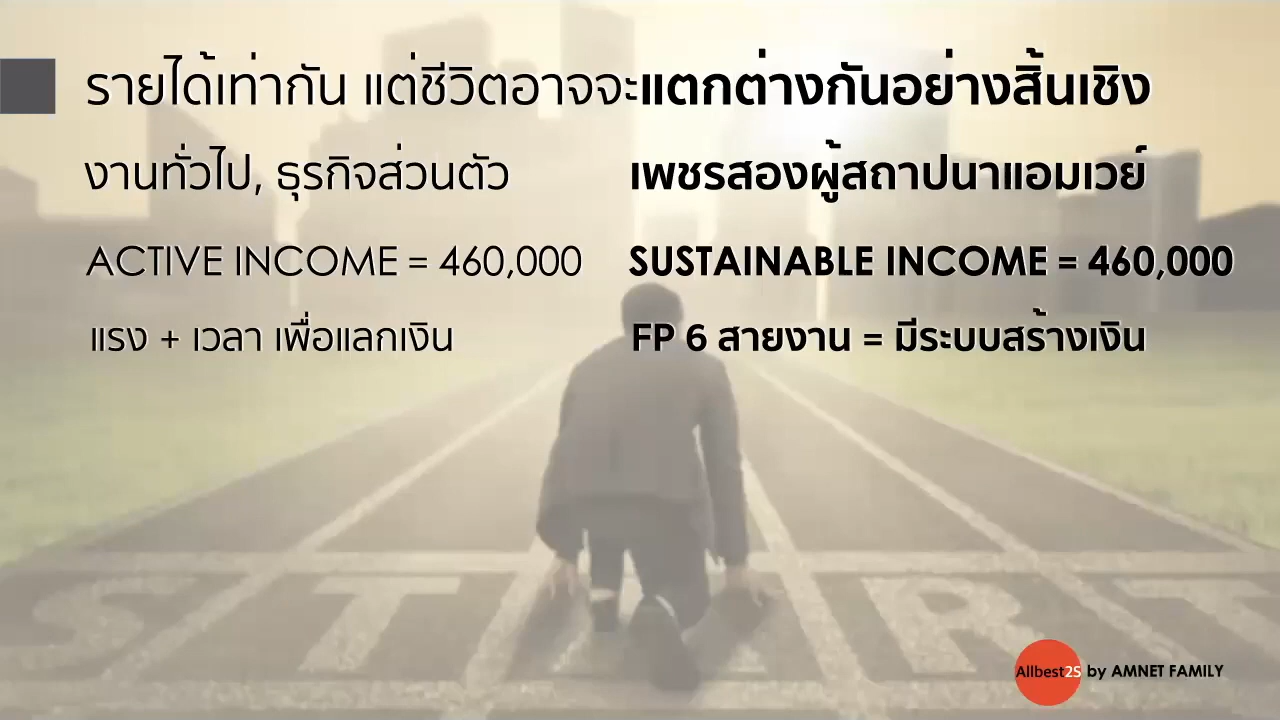 รายได้เท่ากัน แต่ชีวิตอาจจะแตกต่างกันอย่างสิ้นเชิง
งานทั่วไป, ธุรกิจส่วนตัว
เพชรสองผู้สถาปนาแอมเวย์
ACTIVE INCOME = 460,000
SUSTAINABLE INCOME = 460,000
แรง + เวลา เพื่อแลกเงิน
FP 6 สายงาน = มีระบบสร้างเงิน
START
Allbest2S by AMNET FAMILY